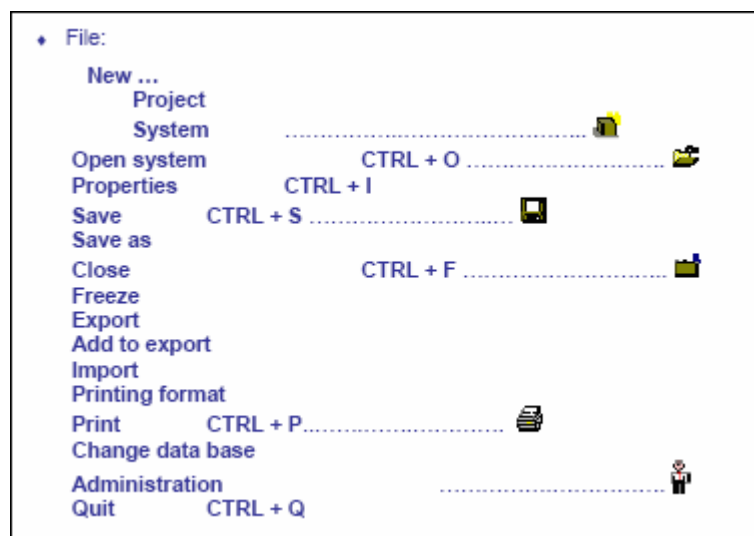 ♦ File:
New ...
Project
System ..........................................
Open system CTRL + O ............................
Properties CTRL + I
Save CTRL + S ............................
Save as
Close CTRL + F .............................
Freeze
Export
Add to export
Import
Printing format
Print CTRL + P............................
Change data base
Administration ................................
Quit CTRL + Q